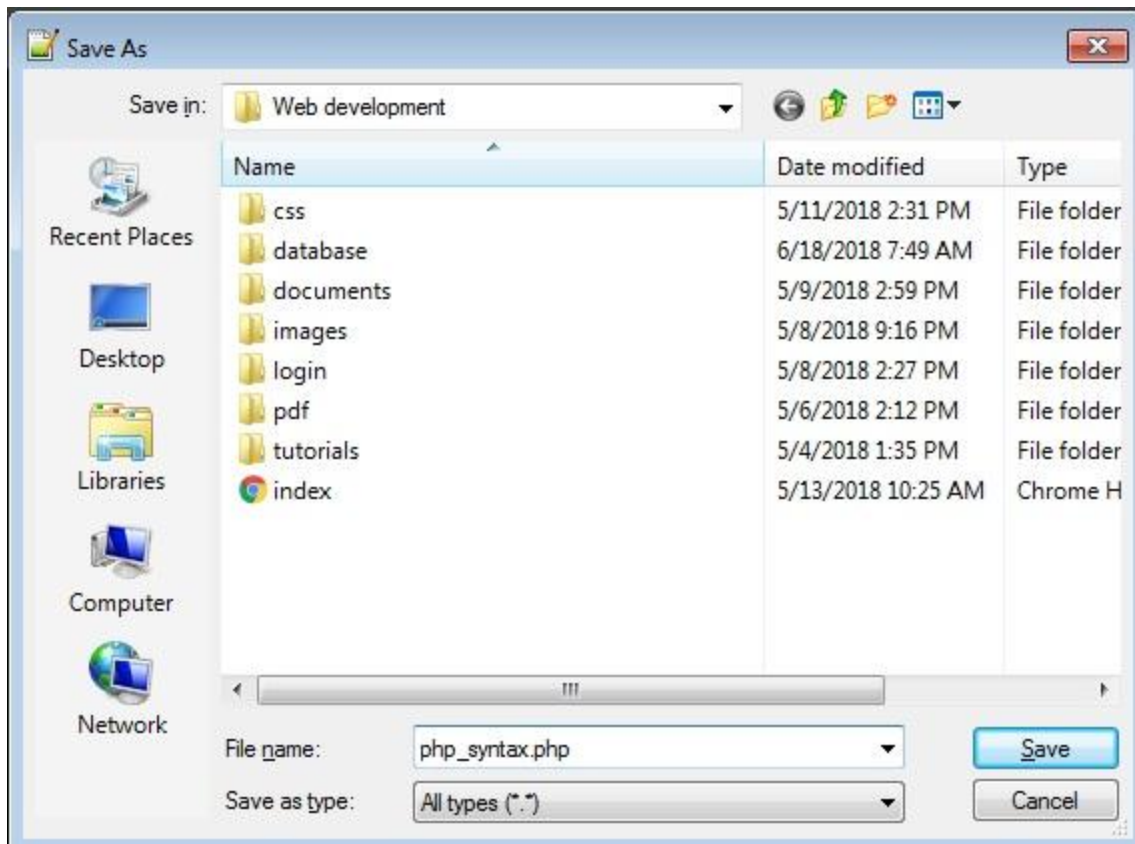 Save As
Save in: Web development
Name Date modified Type
css 5/11/2018 2:31 PM File folder
database 6/18/2018 7:49 AM File folder
documents 5/9/2018 2:59 PM File folder
images 5/8/2018 9:16 PM File folder
login 5/8/2018 2:27 PM File folder
pdf 5/6/2018 2:12 PM File folder
tutorials 5/4/2018 1:35 PM File folder
index 5/13/2018 10:25 AM Chrome H
Recent Places
Desktop
Libraries
Computer
Network
File name: php_syntax.php Save
Save as type: All types (*.*) Cancel